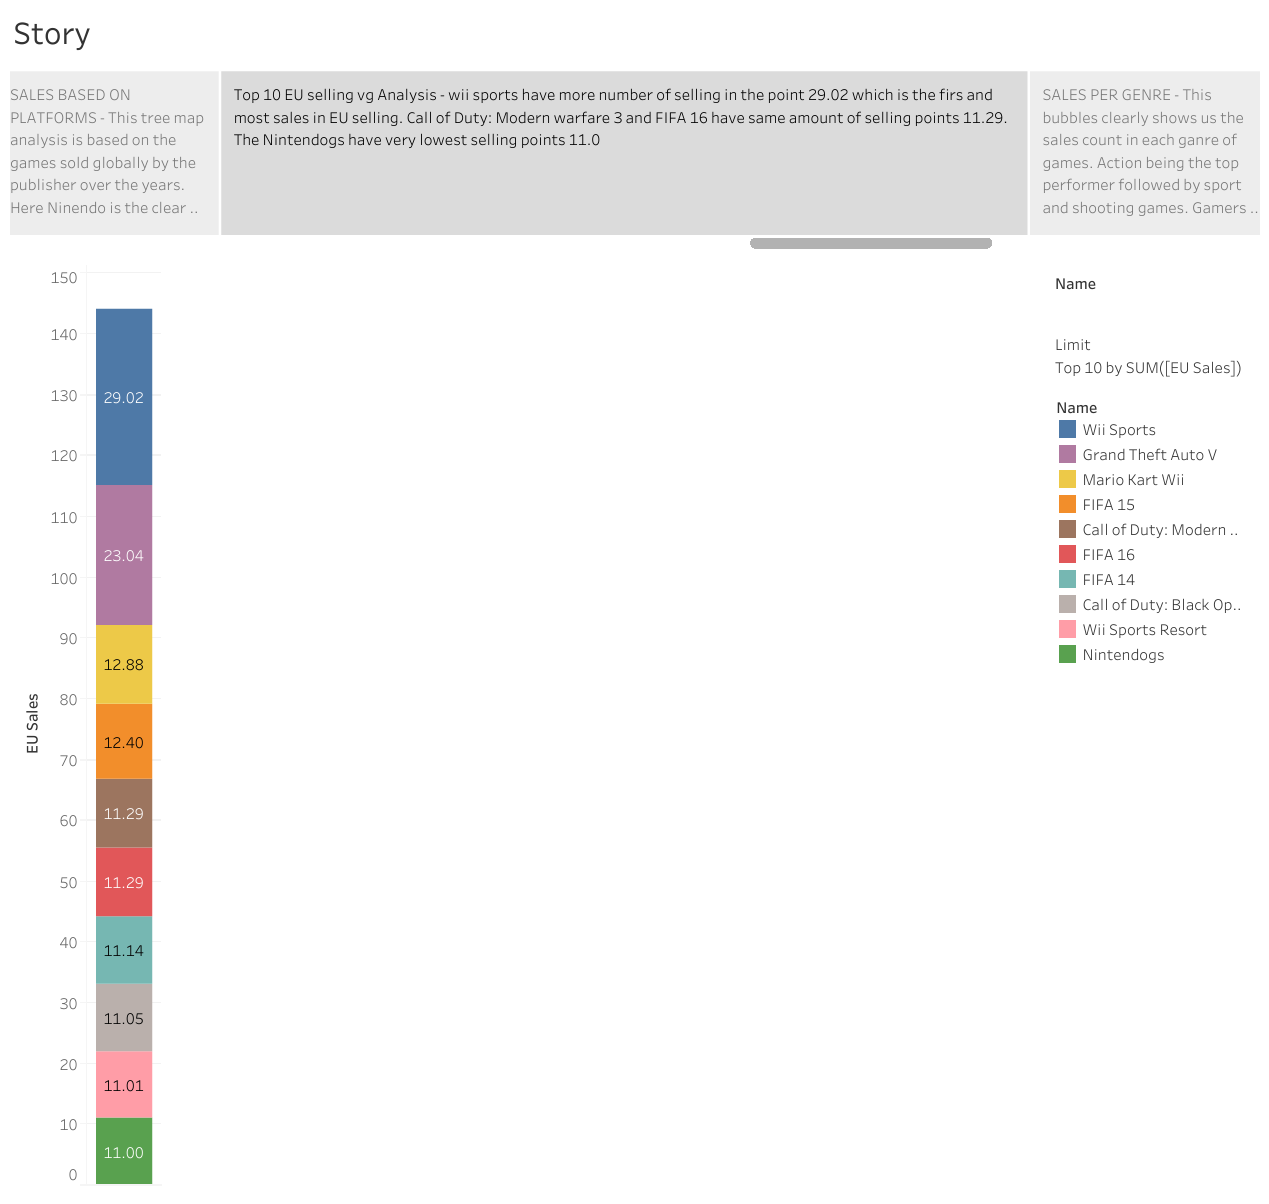 Story
SALES BASED ON
PLATFORMS - This tree map
analysis is based on the
games sold globally by the
publisher over the years.
Here Ninendo is the clear ..
Top 10 EU selling vg Analysis - wii sports have more number of selling in the point 29.02 which is the firs and
most sales in EU selling. Call of Duty: Modern warfare 3 and FIFA 16 have same amount of selling points 11.29.
The Nintendogs have very lowest selling points 11.0
SALES PER GENRE - This
bubbles clearly shows us the
sales count in each ganre of
games. Action being the top
performer followed by sport
and shooting games. Gamers ..
EU Sales
150
140
130
120
110
100
90
80
70
60
50
40
30
20
10
0
29.02
23.04
12.88
12.40
11.29
11.29
11.14
11.05
11.01
11.00
Name
Limit
Top 10 by SUM([EU Sales])
Name
Wii Sports
Grand Theft Auto V
Mario Kart Wii
FIFA 15
Call of Duty: Modern ..
FIFA 16
FIFA 14
Call of Duty: Black Op..
Wii Sports Resort
Nintendogs